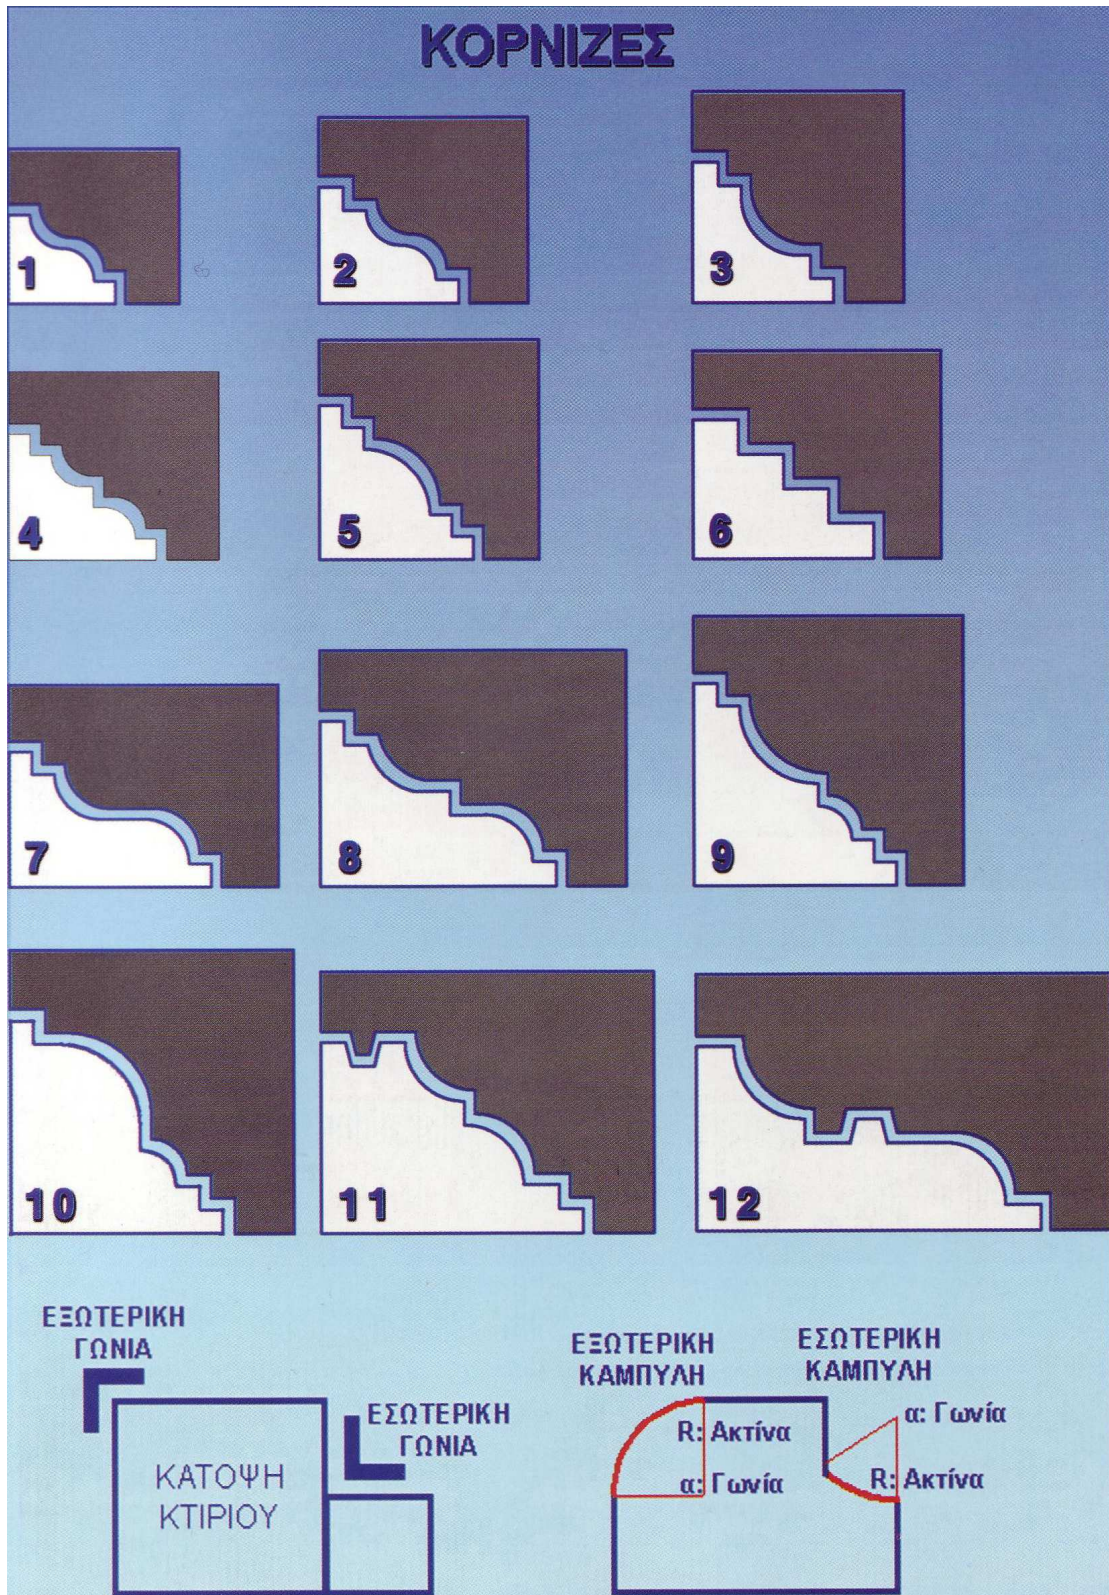 ΚΟΡΝΙΖΕΣ
1
2
3
4
5
6
7
8
9
10
11
12
ΕΞΩΤΕΡΙΚΗ
ΓΩΝΙΑ
ΕΣΩΤΕΡΙΚΗ
ΓΩΝΙΑ
ΚΑΤΟΨΗ
ΚΤΙΡΙΟΥ
ΕΞΩΤΕΡΙΚΗ
ΚΑΜΠΥΛΗ
ΕΣΩΤΕΡΙΚΗ
ΚΑΜΠΥΛΗ
R: Ακτίνα
α: Γωνία
α: Γωνία
R: Ακτίνα